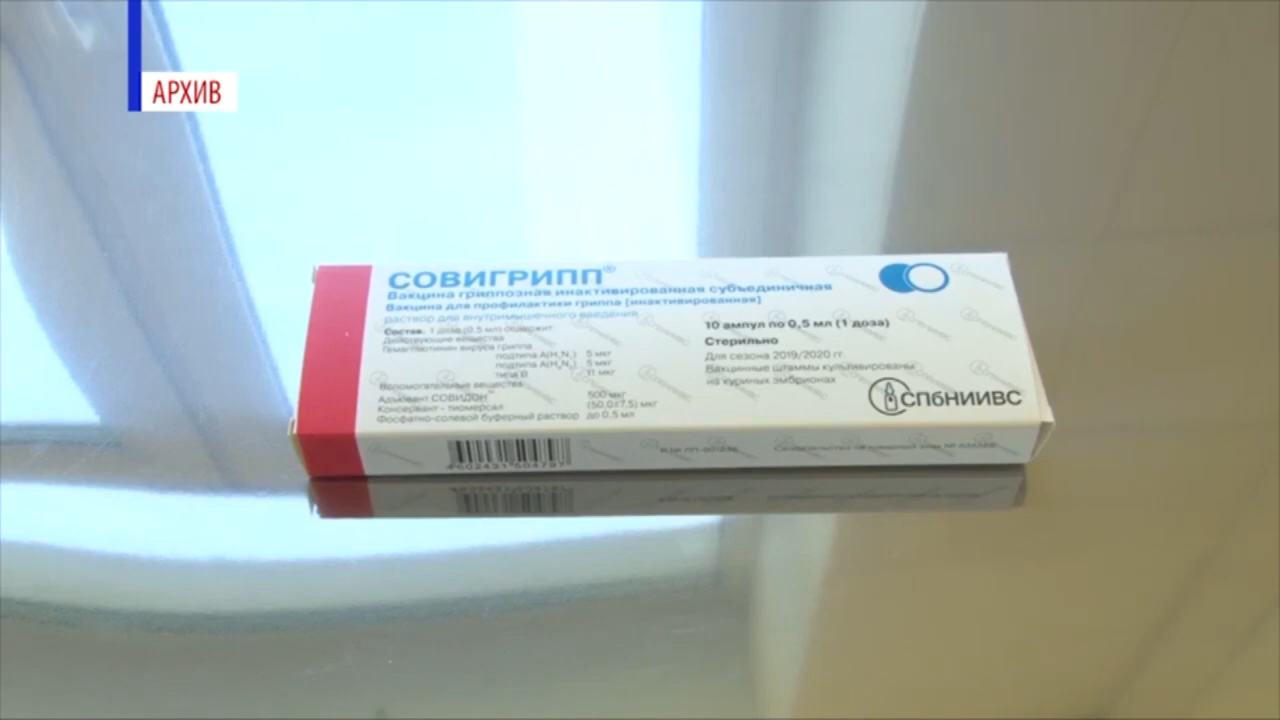 АРХИВ
СОВИГРИПП®
Вакцина гриппозная инактивированная субъединичная
Вакцина для профилактики гриппа [инактивированная]
раствор для внутримышечного введения
Состав. 1 доза (0,5 мл) содержит:
Действующие вещества
Гемагглютинин вируса гриппа
подтипа A(H₁N₁) 5 мкг
подтипа A(H₃N₂) 5 мкг
типа B 11 мкг
Вспомогательные вещества
Адъювант СОВИДОН™ 500 мкг
Консервант - тиомерсал (50,0±7,5) мкг
Фосфатно-солевой буферный раствор до 0,5 мл
10 ампул по 0,5 мл (1 доза)
Стерильно
Для сезона 2019/2020 гг.
Вакцинные штаммы культивированы
на куриных эмбрионах
СПбНИИВС
4602431